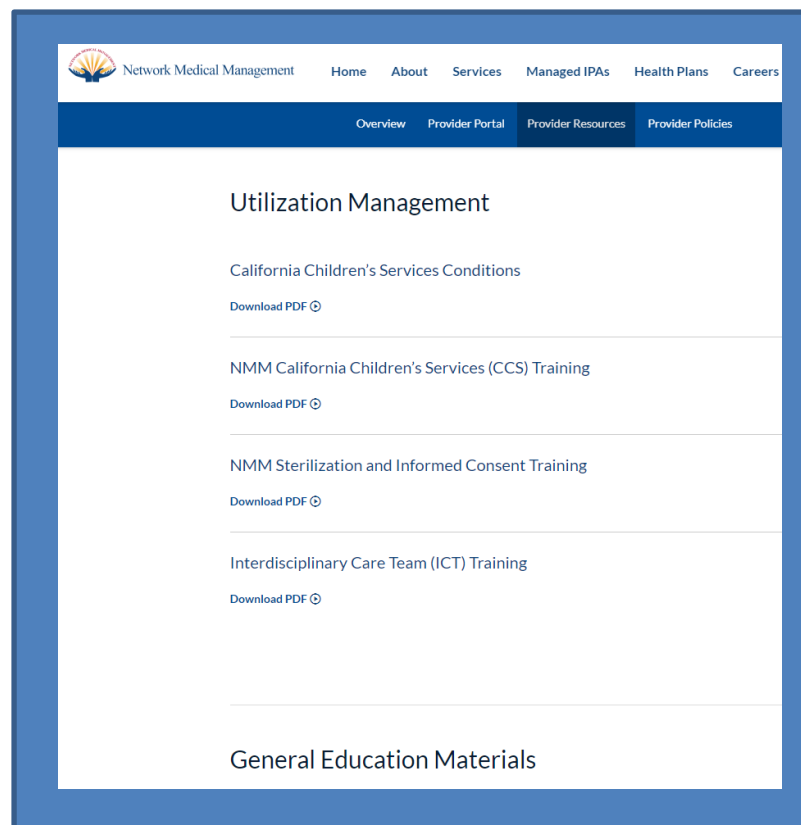 Network Medical Management
Home About Services Managed IPAs Health Plans Careers
Overview Provider Portal Provider Resources Provider Policies
Utilization Management
California Children's Services Conditions
Download PDF
NMM California Children's Services (CCS) Training
Download PDF
NMM Sterilization and Informed Consent Training
Download PDF
Interdisciplinary Care Team (ICT) Training
Download PDF
General Education Materials